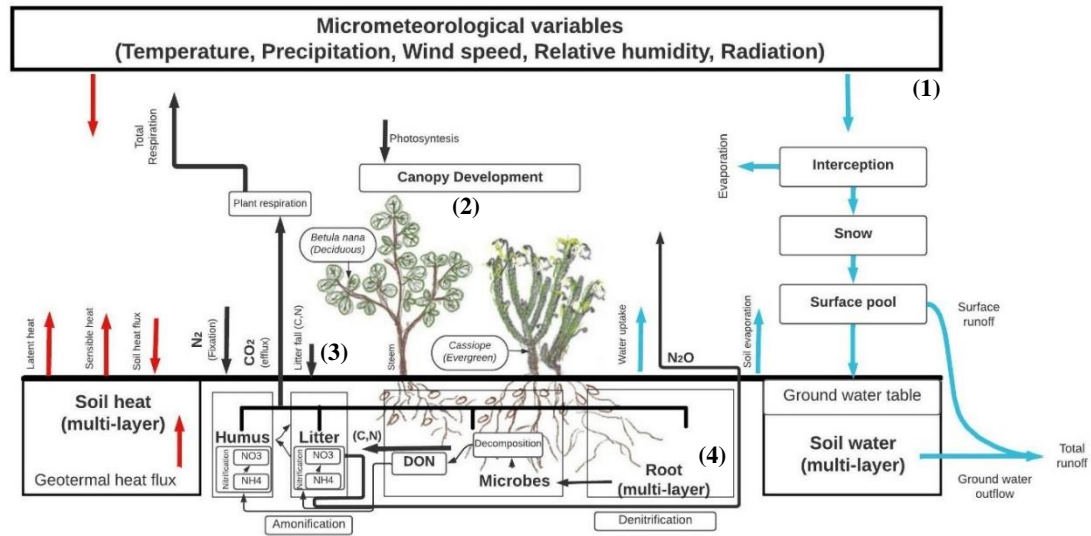 Micrometeorological variables
(Temperature, Precipitation, Wind speed, Relative humidity, Radiation)
(1)
Total
Respiration
Photosyntesis
Canopy Development
(2)
Evaporation
Interception
Plant respiration
Snow
Betula nana
(Deciduous)
Surface pool
Surface
runoff
Latent heat
Sensible heat
Soil heat flux
N2
(Fixation)
CO2
(efflux)
Litter fall (C,N)
(3)
Steem
Cassiope
(Evergreen)
Water uptake
N2O
Soil evaporation
Soil heat
(multi-layer)
Geotermal heat flux
Humus
Nitrification
NO3
NH4
Litter
Nitrification
NO3
NH4
(C,N)
DON
Decomposition
Microbes
(4)
Root
(multi-layer)
Ground water table
Soil water
(multi-layer)
Total
runoff
Ground water
outflow
Amonification
Denitrification